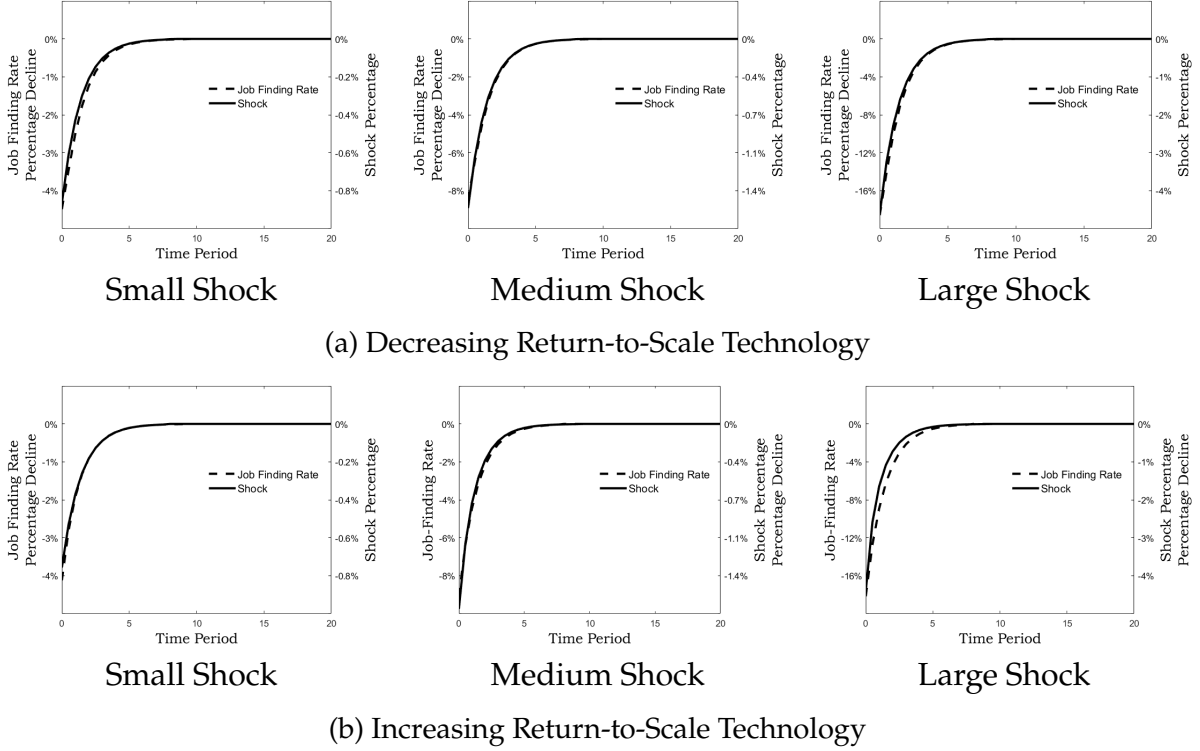 Job Finding Rate
Percentage Decline
0%
-1%
-2%
-3%
-4%
0%
-0.2%
-0.4%
-0.6%
-0.8%
Shock Percentage
Job Finding Rate
Shock
0 5 10 15 20
Time Period
Small Shock
Job Finding Rate
Percentage Decline
0%
-2%
-4%
-6%
-8%
0%
-0.4%
-0.7%
-1.1%
-1.4%
Shock Percentage
Job Finding Rate
Shock
0 5 10 15 20
Time Period
Medium Shock
Job Finding Rate
Percentage Decline
0%
-4%
-8%
-12%
-16%
0%
-1%
-2%
-3%
-4%
Shock Percentage
Job Finding Rate
Shock
0 5 10 15 20
Time Period
Large Shock
(a) Decreasing Return-to-Scale Technology
Job Finding Rate
Percentage Decline
0%
-1%
-2%
-3%
-4%
0%
-0.2%
-0.4%
-0.6%
-0.8%
Shock Percentage
Job Finding Rate
Shock
0 5 10 15 20
Time Period
Small Shock
Job-Finding Rate
0%
-2%
-4%
-6%
-8%
0%
-0.4%
-0.7%
-1.1%
-1.4%
Shock Percentage
Percentage Decline
Job Finding Rate
Shock
0 5 10 15 20
Time Period
Medium Shock
Job-Finding Rate
0%
-4%
-8%
-12%
-16%
0%
-1%
-2%
-3%
-4%
Shock Percentage
Percentage Decline
Job Finding Rate
Shock
0 5 10 15 20
Time Period
Large Shock
(b) Increasing Return-to-Scale Technology